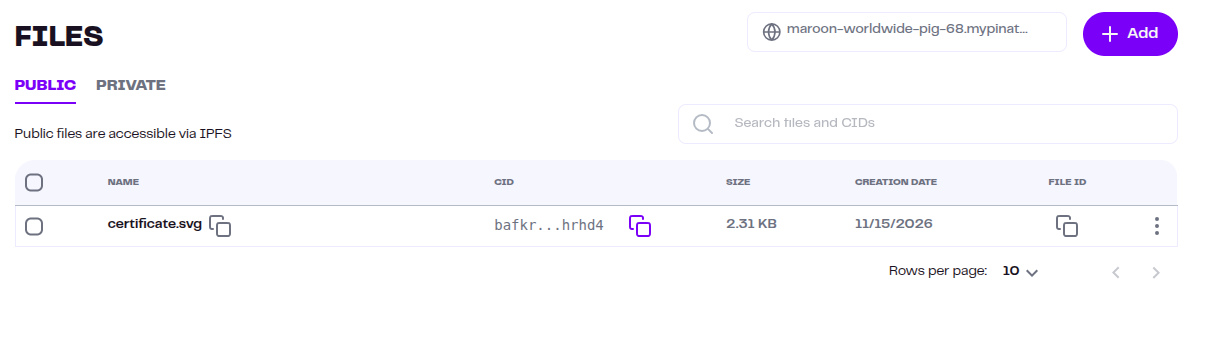 FILES
maroon-worldwide-pig-68.mypinat...
Add
PUBLIC PRIVATE
Public files are accessible via IPFS
Search files and CIDs
NAME CID SIZE CREATION DATE FILE ID
certificate.svg bafkr...hrhd4 2.31 KB 11/15/2026
Rows per page: 10